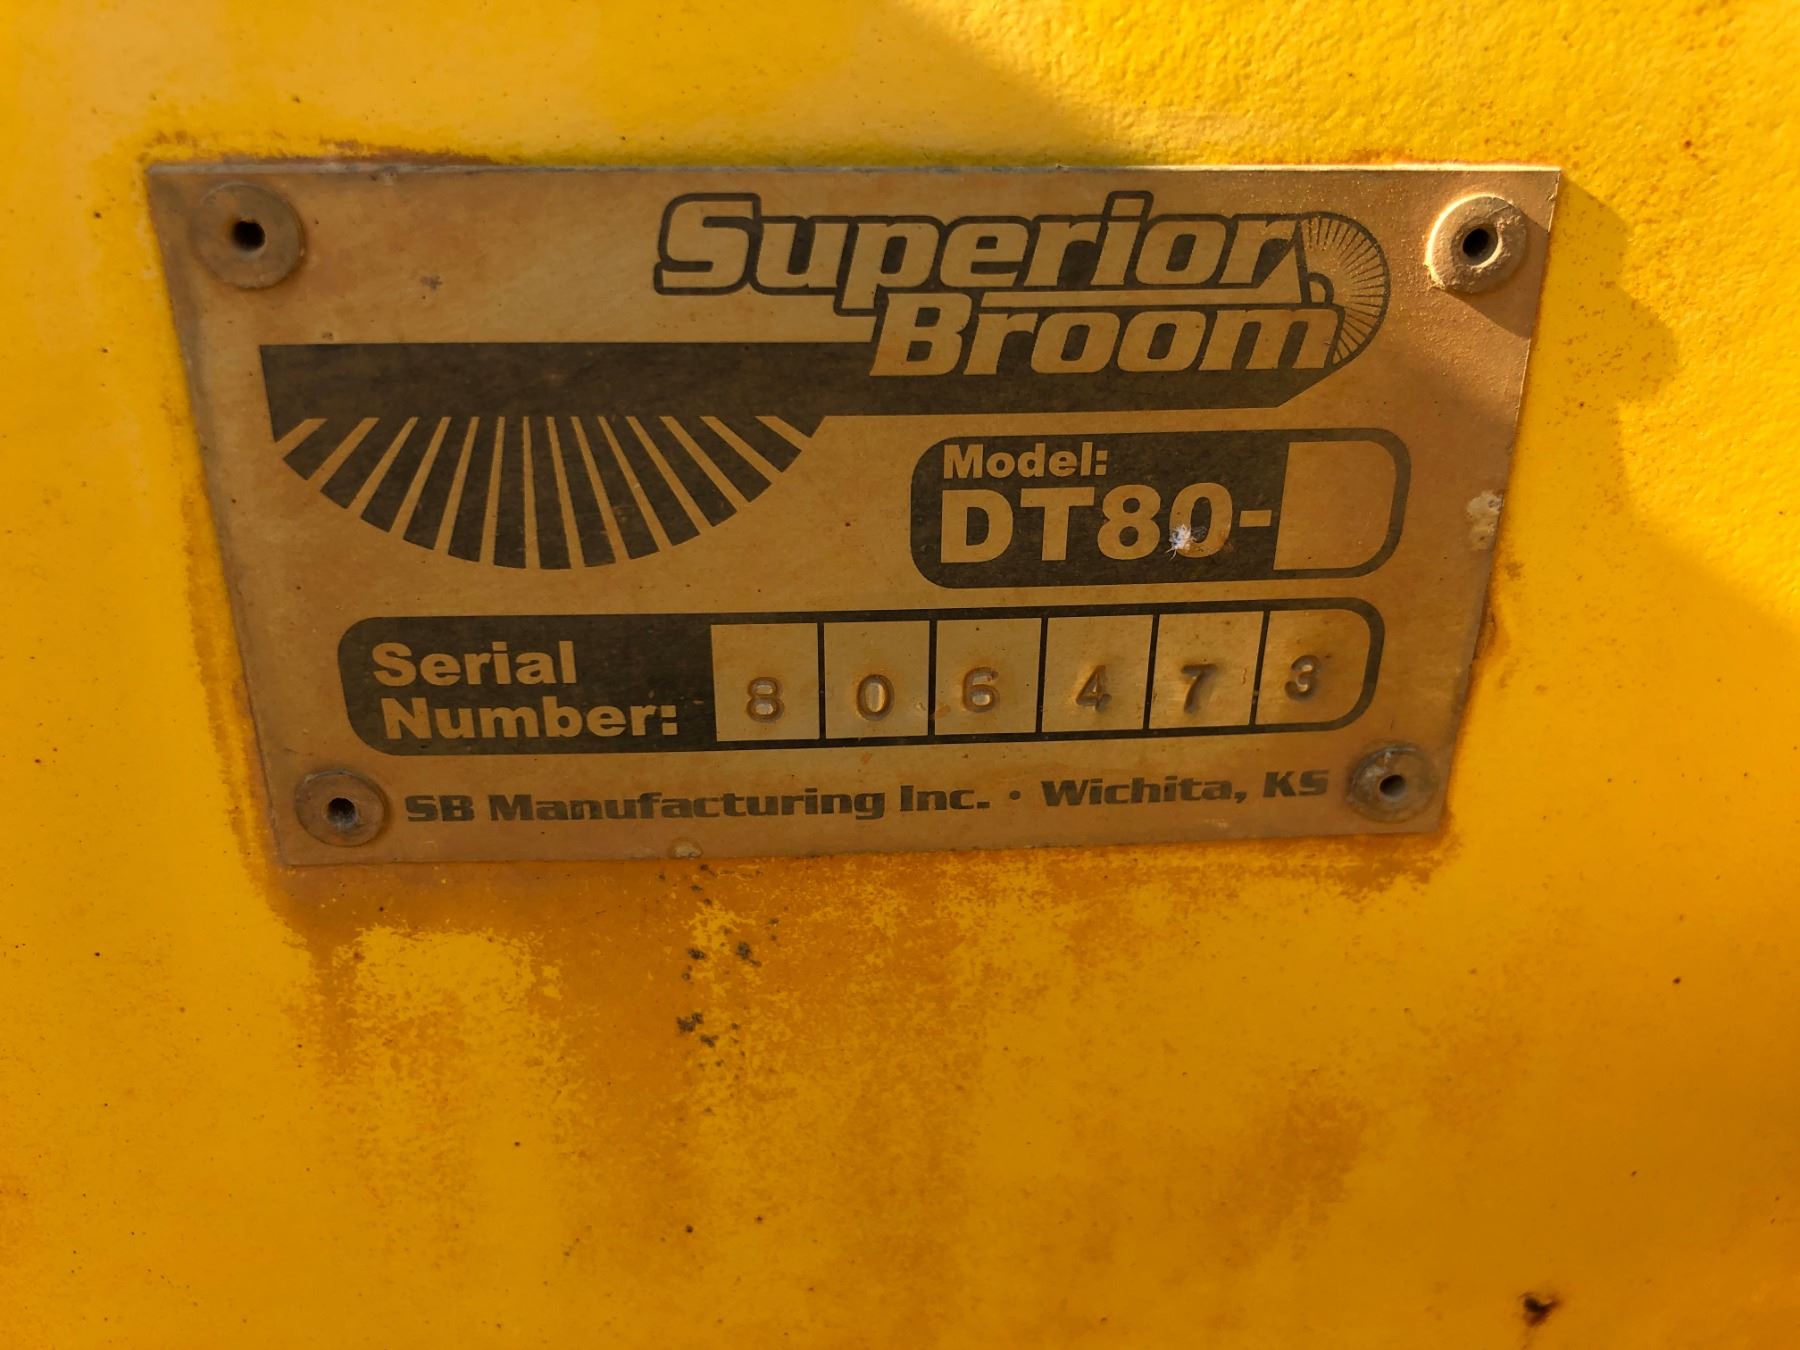 Superior
Broom
Model:
DT80-
Serial
Number: 806473
SB Manufacturing Inc. • Wichita, KS